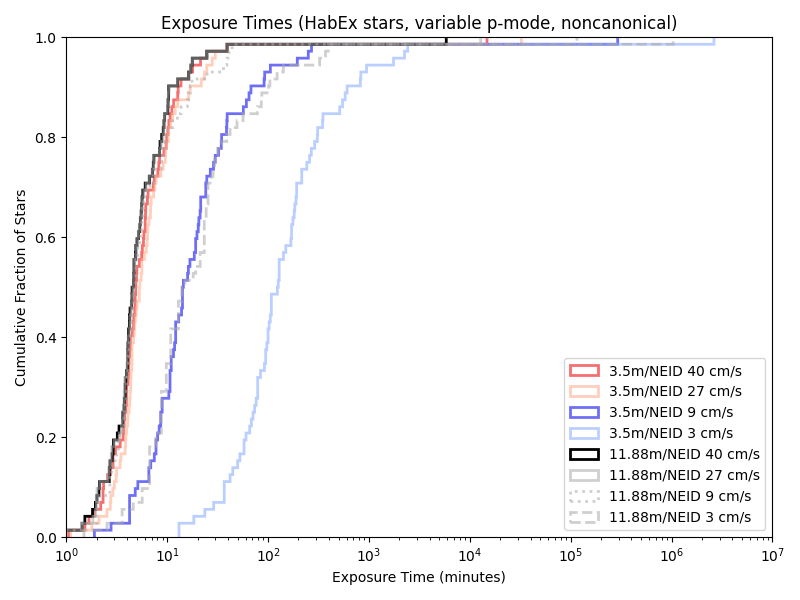 Exposure Times (HabEx stars, variable p-mode, noncanonical)
1.0
0.8
0.6
0.4
0.2
0.0
Cumulative Fraction of Stars
3.5m/NEID 40 cm/s
3.5m/NEID 27 cm/s
3.5m/NEID 9 cm/s
3.5m/NEID 3 cm/s
11.88m/NEID 40 cm/s
11.88m/NEID 27 cm/s
11.88m/NEID 9 cm/s
11.88m/NEID 3 cm/s
10⁰ 10¹ 10² 10³ 10⁴ 10⁵ 10⁶ 10⁷
Exposure Time (minutes)